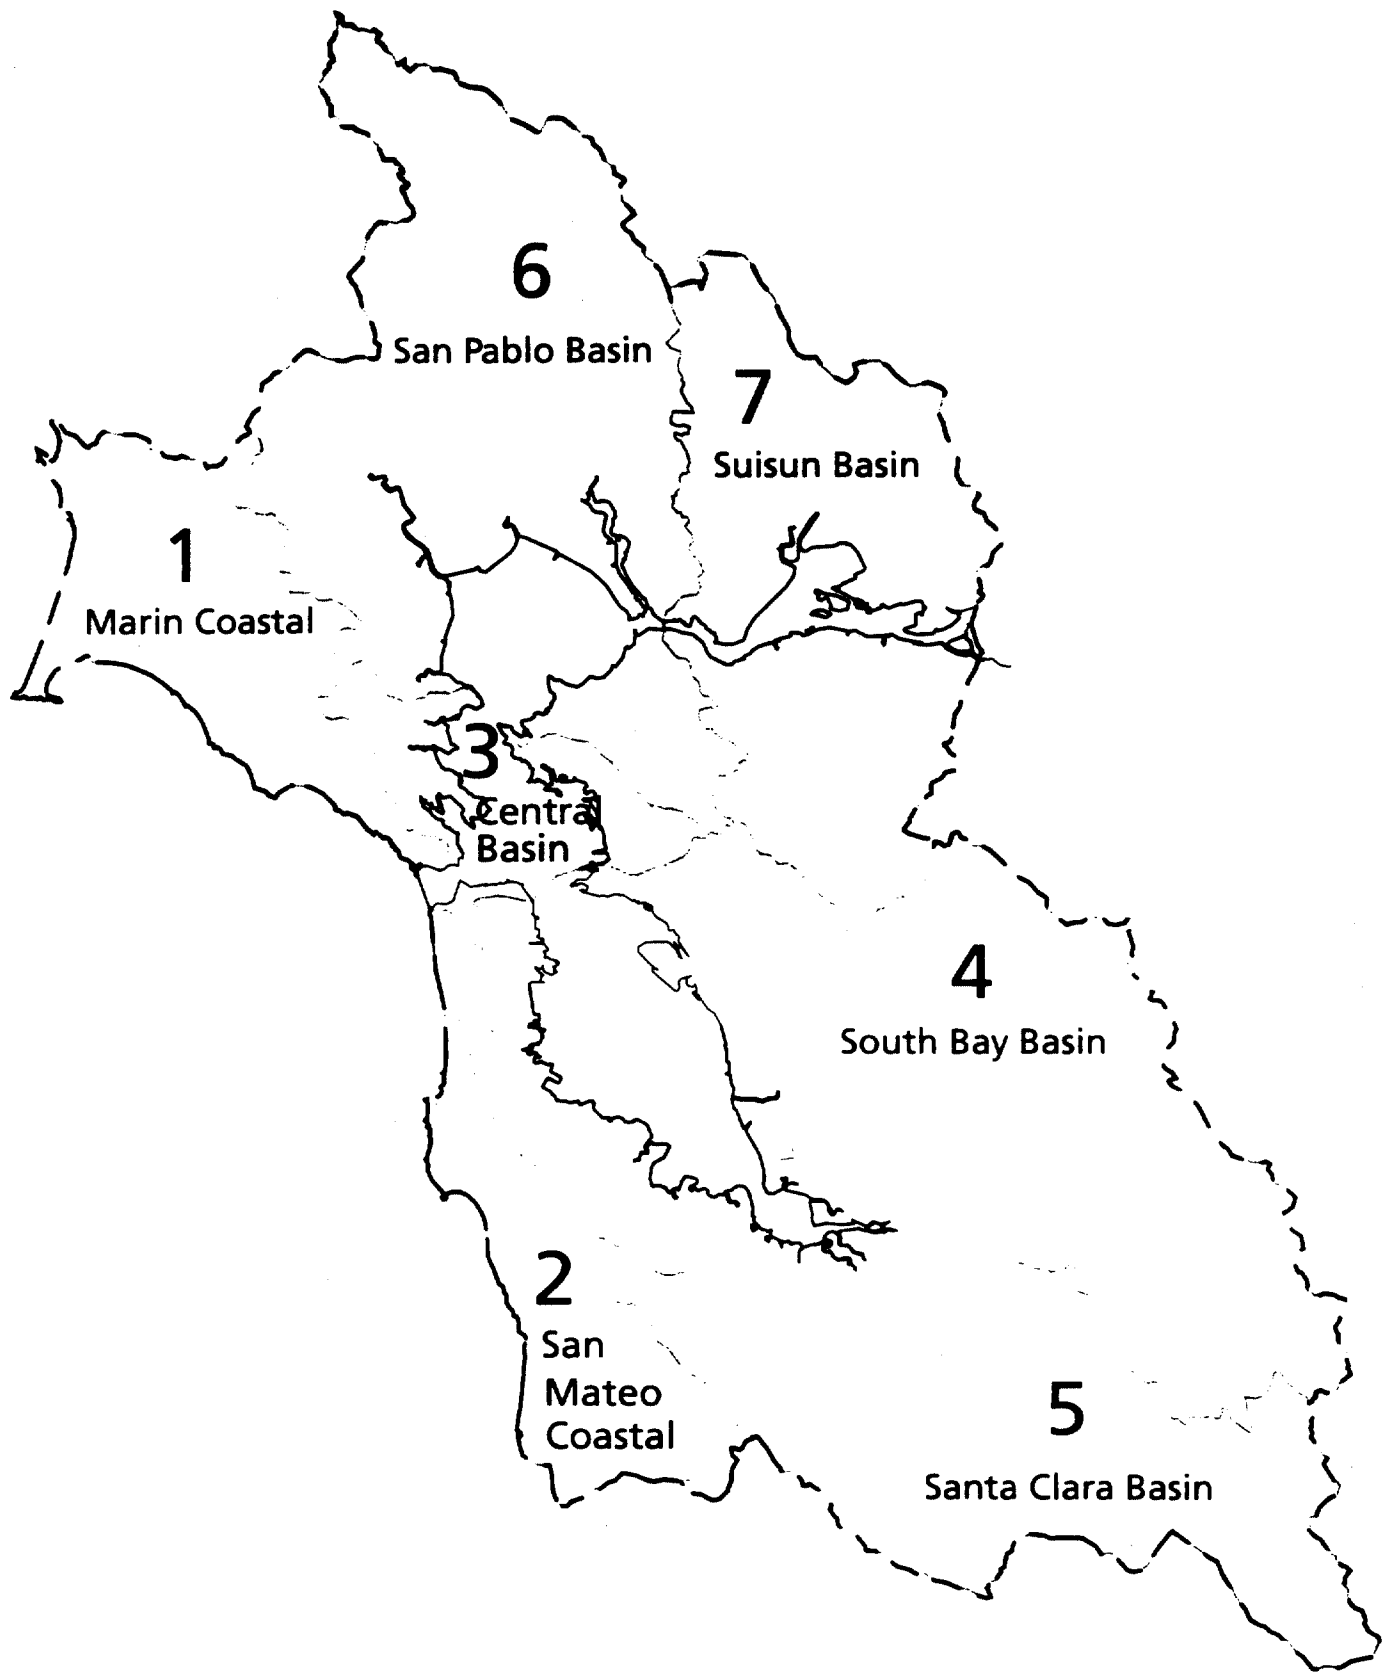 6
San Pablo Basin
7
Suisun Basin
1
Marin Coastal
3
Central
Basin
4
South Bay Basin
2
San
Mateo
Coastal
5
Santa Clara Basin